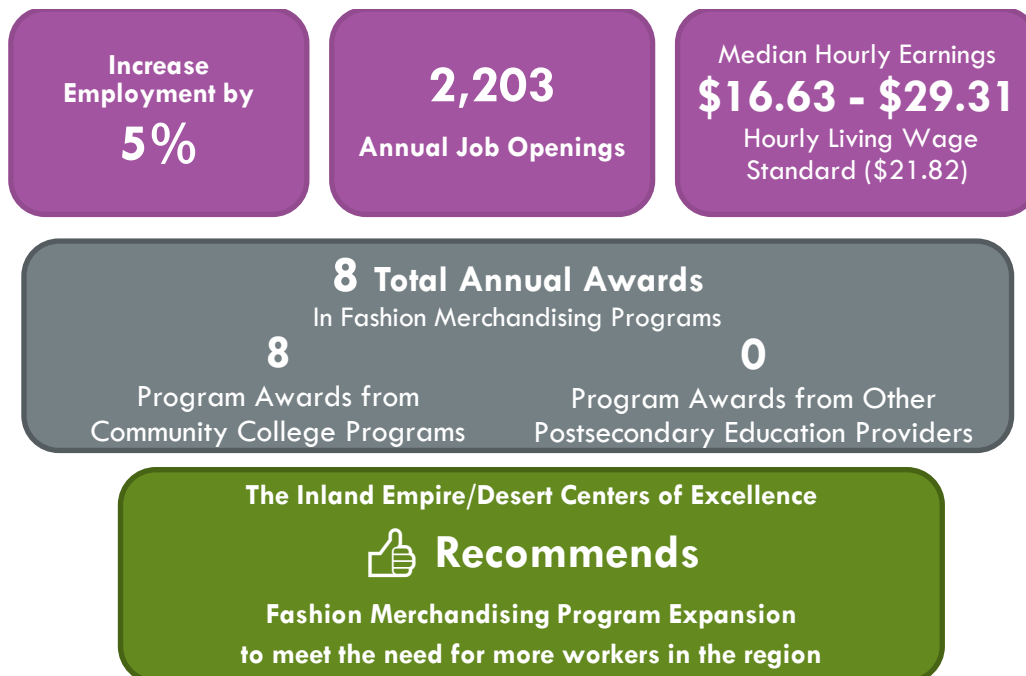 Increase
Employment by
5%
2,203
Annual Job Openings
Median Hourly Earnings
$16.63 - $29.31
Hourly Living Wage
Standard ($21.82)
8 Total Annual Awards
In Fashion Merchandising Programs
8
Program Awards from
Community College Programs
0
Program Awards from Other
Postsecondary Education Providers
The Inland Empire/Desert Centers of Excellence
Recommends
Fashion Merchandising Program Expansion
to meet the need for more workers in the region